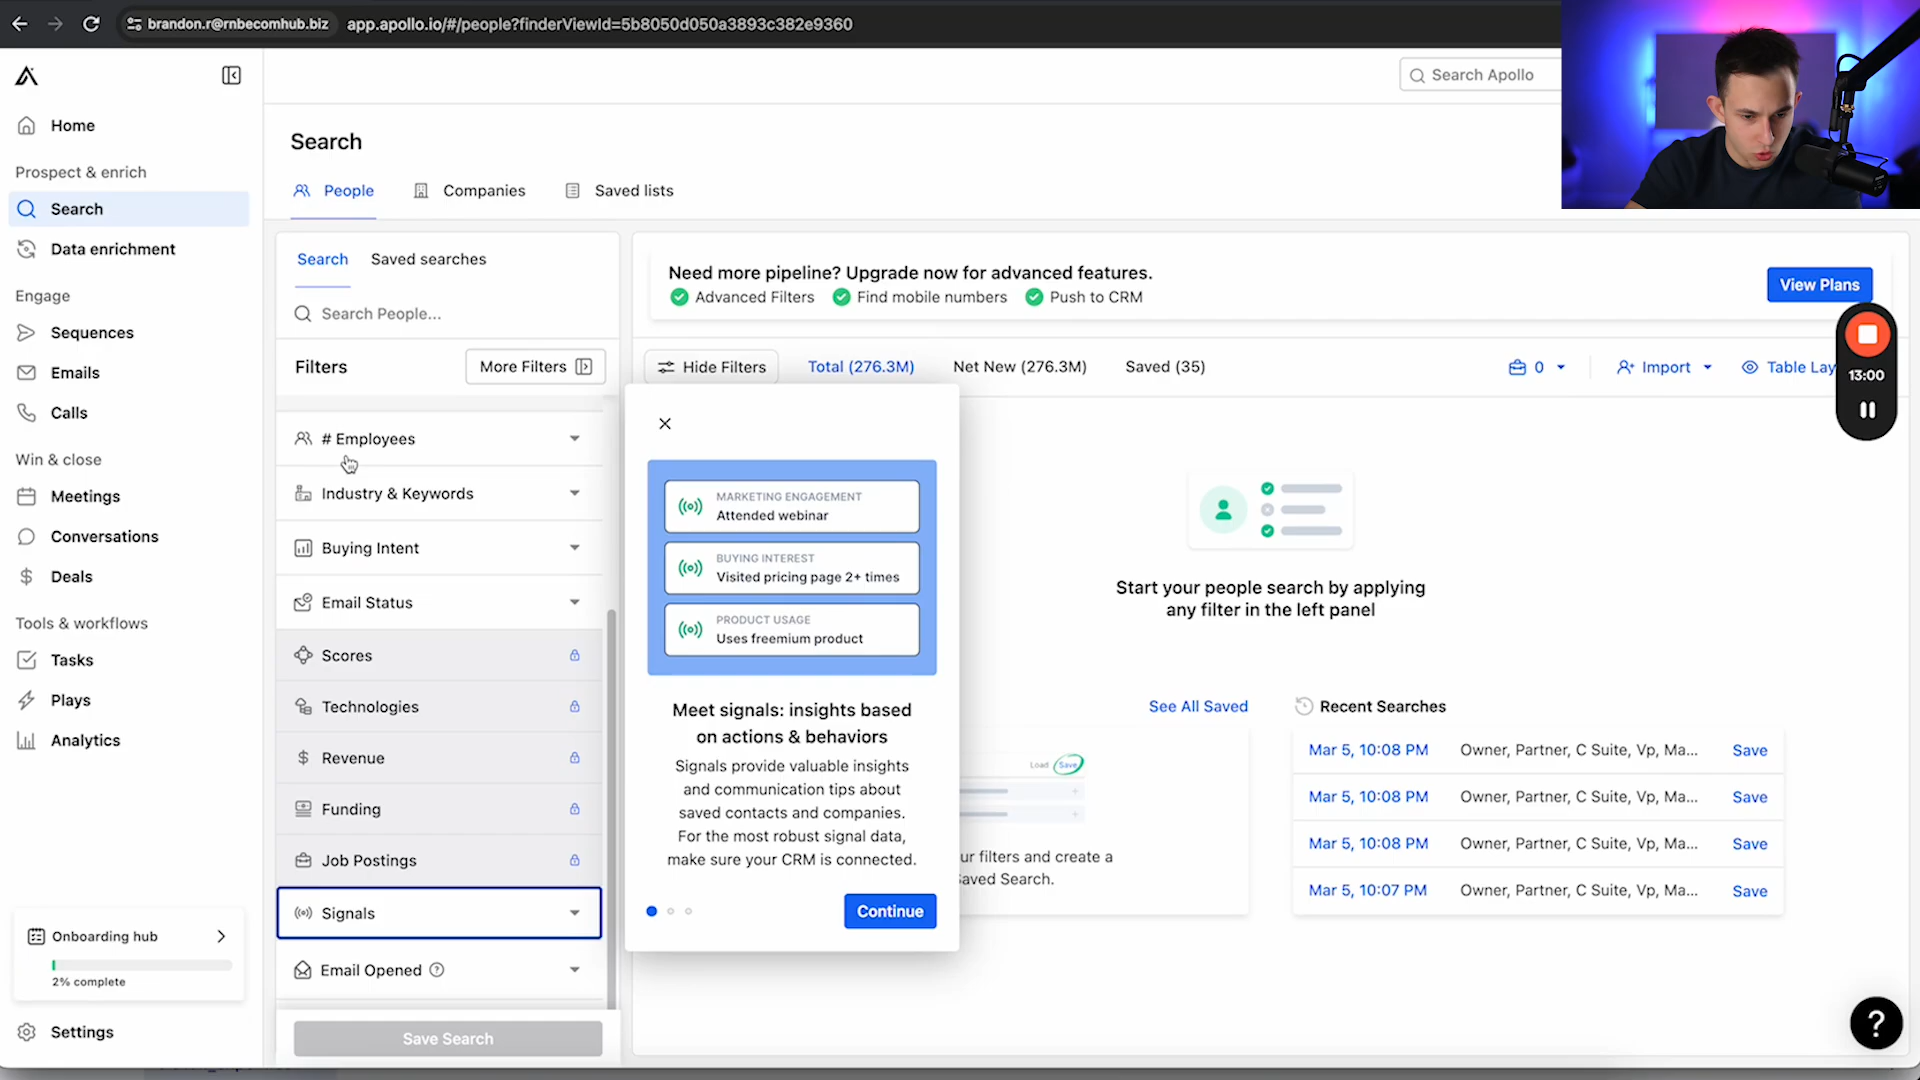 brandon.r@rnbecomhub.biz
app.apollo.io/#/people?finderViewId=5b8050d050a3893c382e9360
Search Apollo
Home
Prospect & enrich
Search
Data enrichment
Engage
Sequences
Emails
Calls
Win & close
Meetings
Conversations
Deals
Tools & workflows
Tasks
Plays
Analytics
Onboarding hub
2% complete
Settings
Search
People
Companies
Saved lists
Search
Saved searches
Search People...
Filters
More Filters
# Employees
Industry & Keywords
Buying Intent
Email Status
Scores
Technologies
Revenue
Funding
Job Postings
Signals
Email Opened
Save Search
Need more pipeline? Upgrade now for advanced features.
Advanced Filters
Find mobile numbers
Push to CRM
View Plans
Hide Filters
Total (276.3M)
Net New (276.3M)
Saved (35)
0
Import
Table Lay
13:00
MARKETING ENGAGEMENT
Attended webinar
BUYING INTEREST
Visited pricing page 2+ times
PRODUCT USAGE
Uses freemium product
Meet signals: insights based
on actions & behaviors
Signals provide valuable insights
and communication tips about
saved contacts and companies.
For the most robust signal data,
make sure your CRM is connected.
Continue
Start your people search by applying
any filter in the left panel
See All Saved
Load Save
ur filters and create a
Saved Search.
Recent Searches
Mar 5, 10:08 PM Owner, Partner, C Suite, Vp, Ma... Save
Mar 5, 10:08 PM Owner, Partner, C Suite, Vp, Ma... Save
Mar 5, 10:08 PM Owner, Partner, C Suite, Vp, Ma... Save
Mar 5, 10:07 PM Owner, Partner, C Suite, Vp, Ma... Save
?